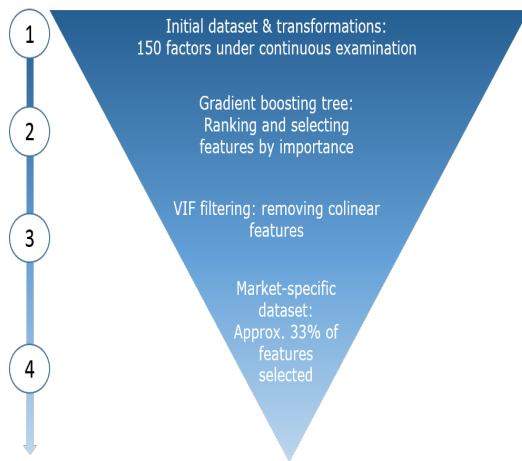 1
Initial dataset & transformations:
150 factors under continuous examination
2
Gradient boosting tree:
Ranking and selecting
features by importance
3
VIF filtering: removing colinear
features
4
Market-specific
dataset:
Approx. 33% of
features
selected